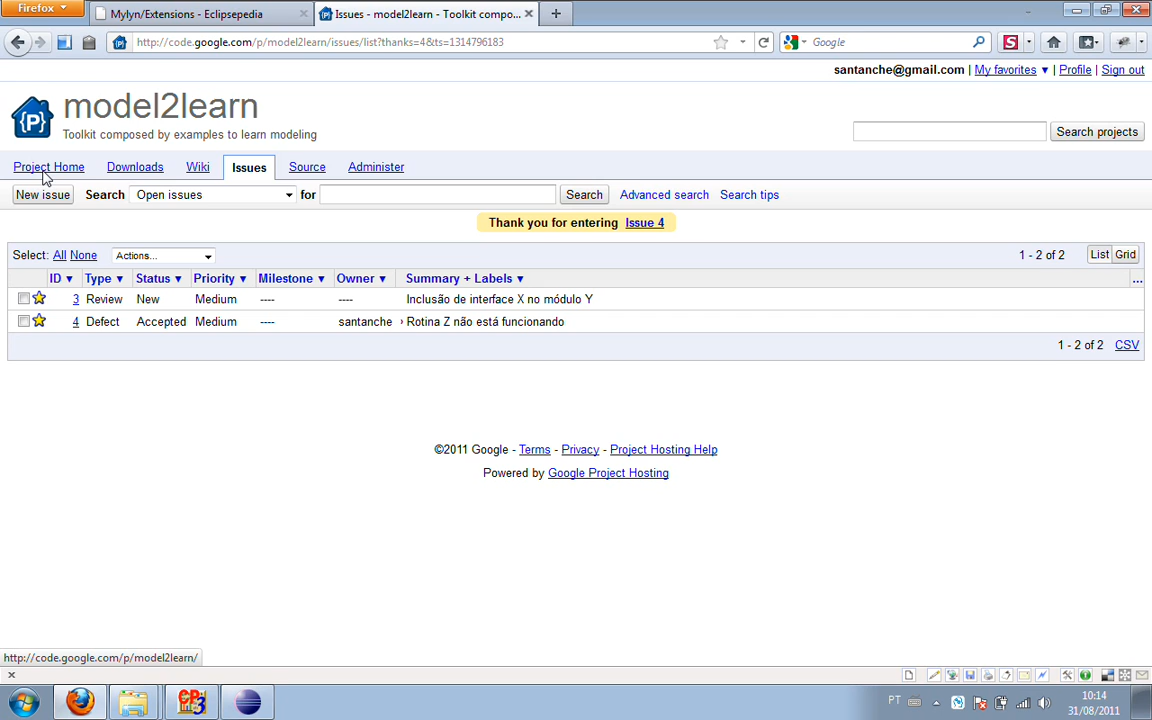 Firefox
Mylyn/Extensions - Eclipsepedia
Issues - model2learn - Toolkit compo...
http://code.google.com/p/model2learn/issues/list?thanks=4&ts=1314796183
Google
santanche@gmail.com | My favorites ▼ | Profile | Sign out
model2learn
Toolkit composed by examples to learn modeling
Search projects
Project Home Downloads Wiki Issues Source Administer
New issue Search Open issues for Search Advanced search Search tips
Thank you for entering Issue 4
Select: All None Actions... 1 - 2 of 2 List Grid
ID ▼ Type ▼ Status ▼ Priority ▼ Milestone ▼ Owner ▼ Summary + Labels ▼ ...
3 Review New Medium ---- ---- Inclusão de interface X no módulo Y
4 Defect Accepted Medium ---- santanche › Rotina Z não está funcionando
1 - 2 of 2 CSV
©2011 Google - Terms - Privacy - Project Hosting Help
Powered by Google Project Hosting
http://code.google.com/p/model2learn/
PT
10:14
31/08/2011